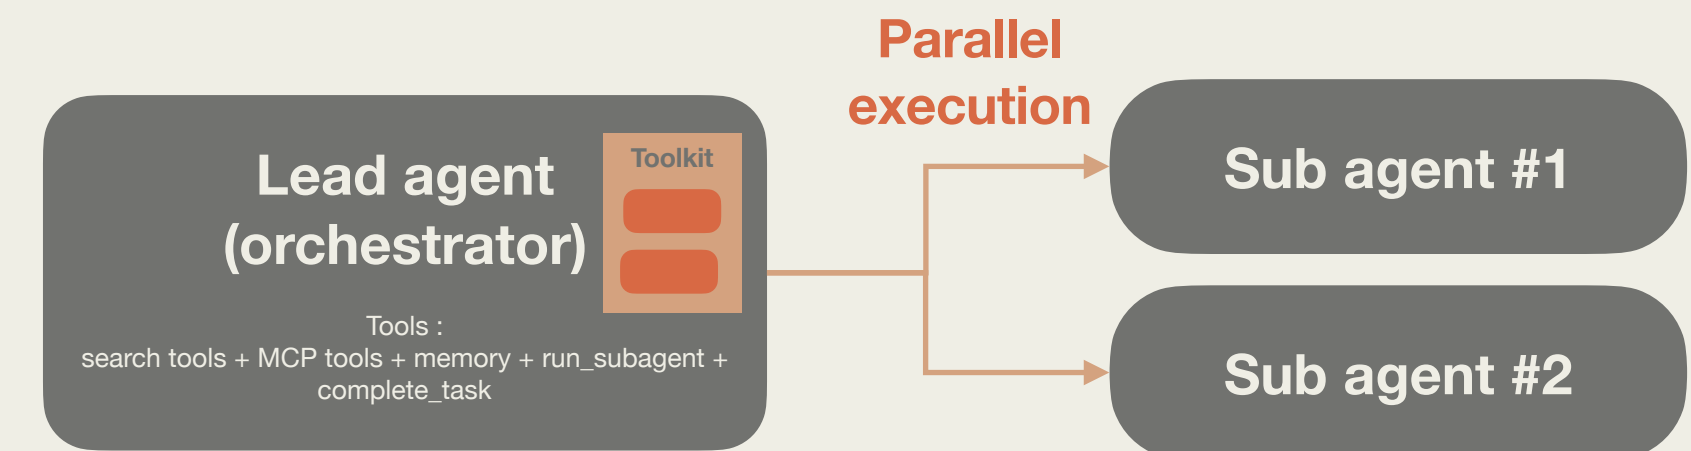 Parallel
execution
Lead agent
(orchestrator)
Toolkit
Tools :
search tools + MCP tools + memory + run_subagent +
complete_task
Sub agent #1
Sub agent #2